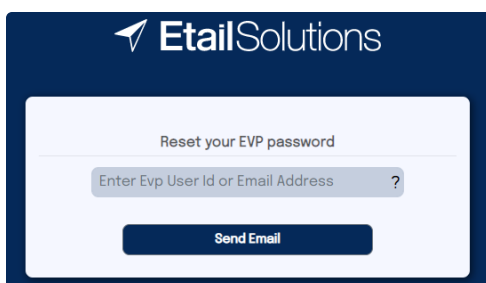 EtailSolutions
Reset your EVP password
Enter Evp User Id or Email Address ?
Send Email